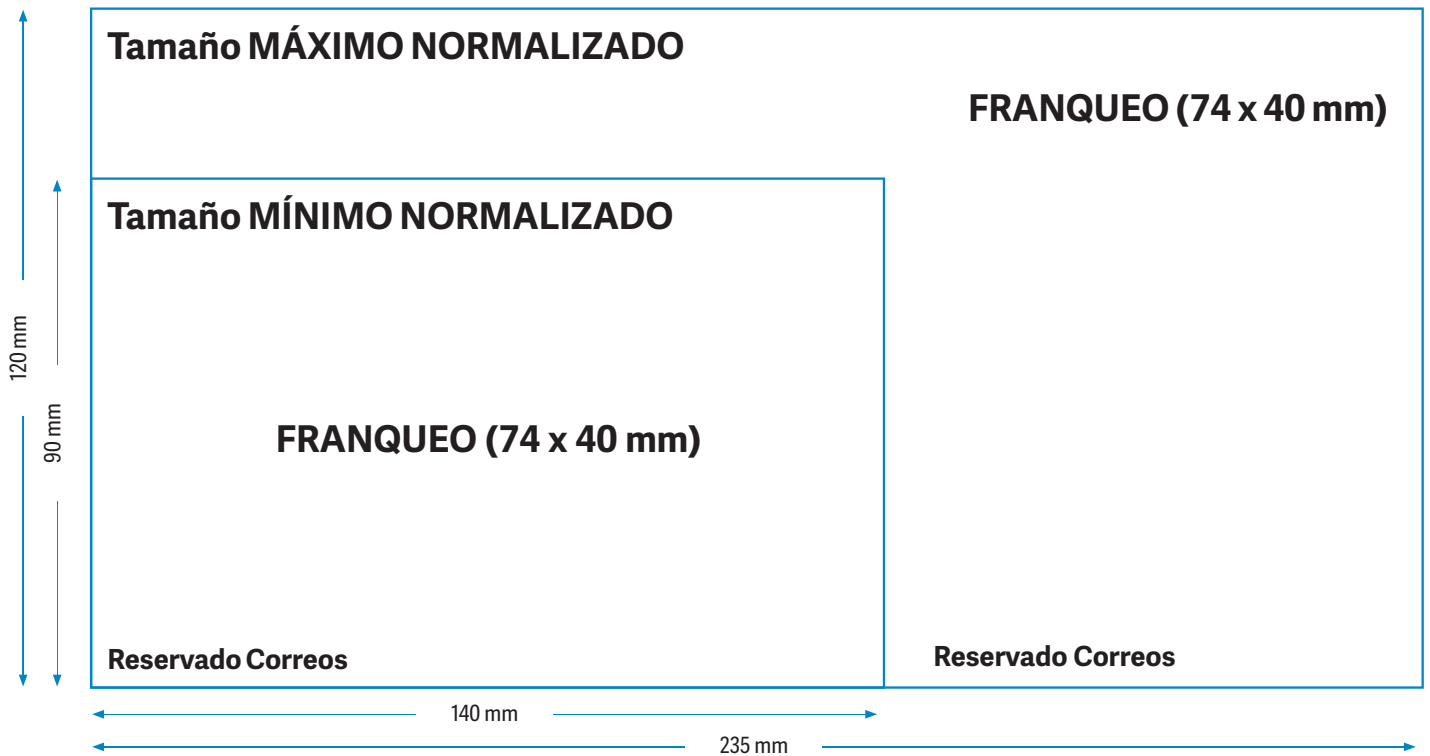 Tamaño MÁXIMO NORMALIZADO
FRANQUEO (74 x 40 mm)
Tamaño MÍNIMO NORMALIZADO
120 mm
90 mm
FRANQUEO (74 x 40 mm)
Reservado Correos
Reservado Correos
140 mm
235 mm